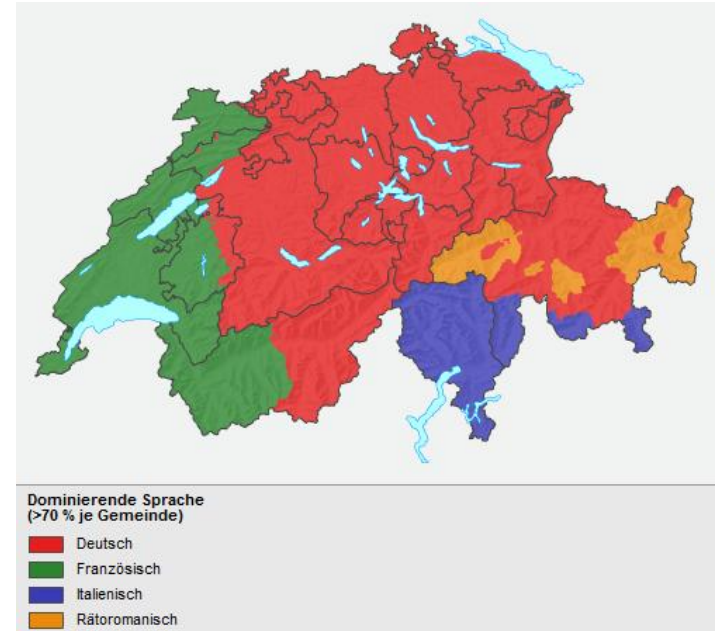 Dominierende Sprache
(>70 % je Gemeinde)
Deutsch
Französisch
Italienisch
Rätoromanisch